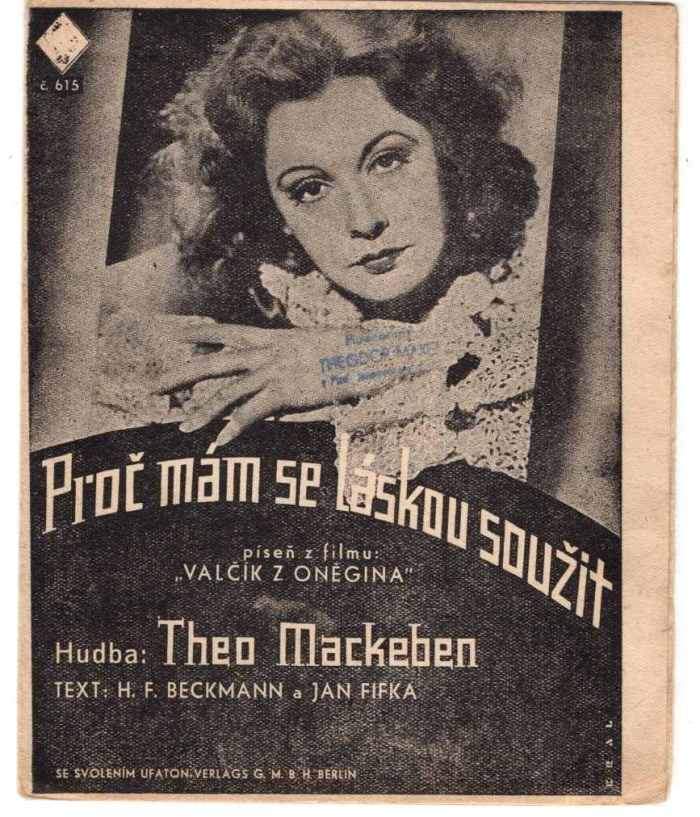 č. 615
THEODOR
Proč mám se láskou soužit
píseň z filmu:
„VALČÍK Z ONĚGINA"
Hudba: Theo Mackeben
TEXT: H. F. BECKMANN a JAN FIFKA
SE SVOLENÍM UFATON-VERLAGS G. M. B. H. BERLIN